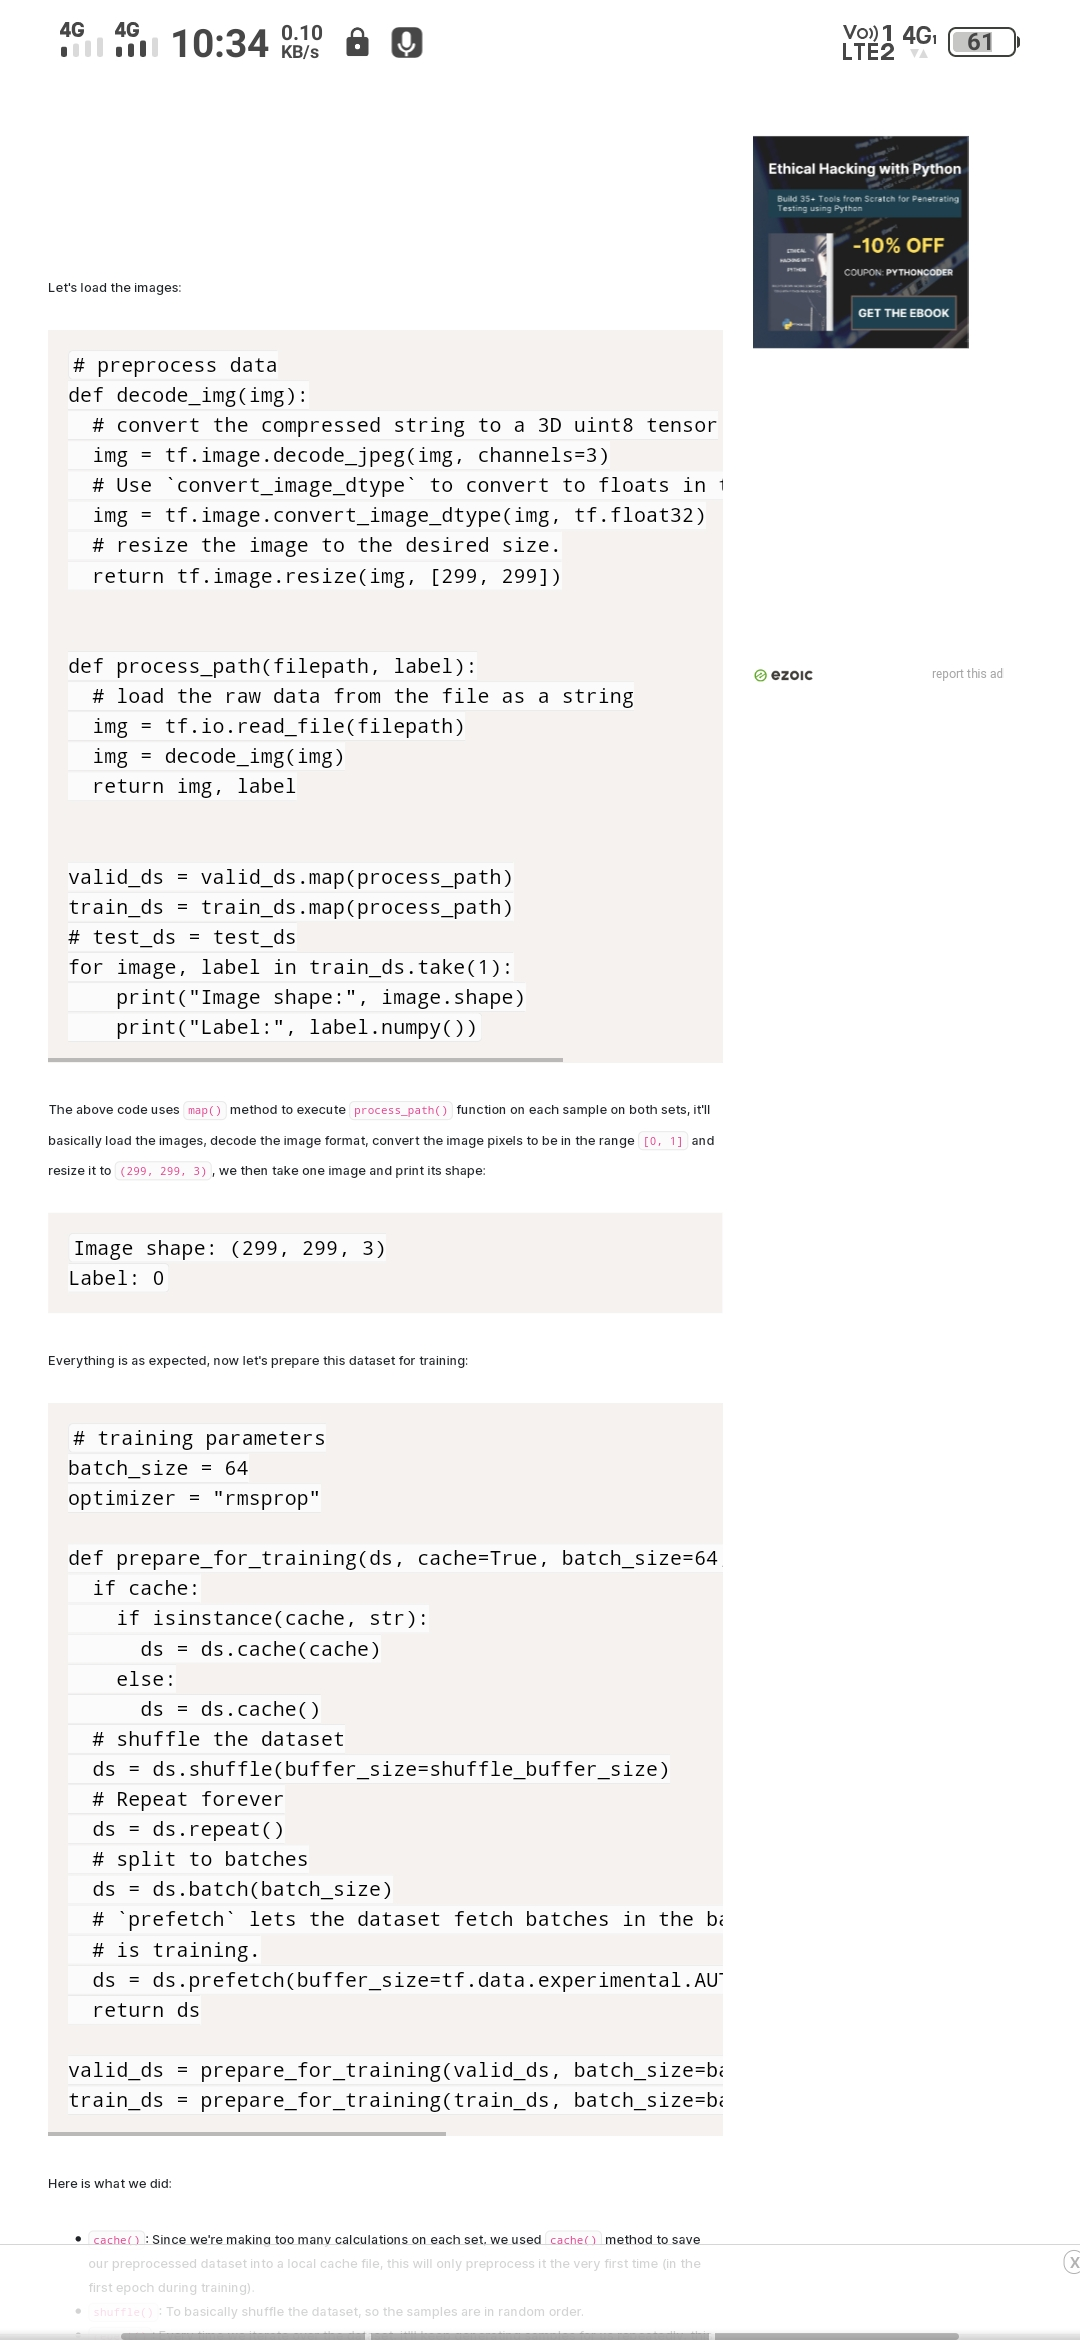 4G 4G 10:34 0.10 KB/s Vo)) 1 LTE2 4G 1 61
Ethical Hacking with Python
Build 35+ Tools from Scratch for Penetrating
Testing using Python
ETHICAL
HACKING WITH
PYTHON
-10% OFF
COUPON: PYTHONCODER
GET THE EBOOK
Let's load the images:
# preprocess data
def decode_img(img):
  # convert the compressed string to a 3D uint8 tensor
  img = tf.image.decode_jpeg(img, channels=3)
  # Use `convert_image_dtype` to convert to floats in
  img = tf.image.convert_image_dtype(img, tf.float32)
  # resize the image to the desired size.
  return tf.image.resize(img, [299, 299])
def process_path(filepath, label):
  # load the raw data from the file as a string
  img = tf.io.read_file(filepath)
  img = decode_img(img)
  return img, label
ezoic report this ad
valid_ds = valid_ds.map(process_path)
train_ds = train_ds.map(process_path)
# test_ds = test_ds
for image, label in train_ds.take(1):
    print("Image shape:", image.shape)
    print("Label:", label.numpy())
The above code uses map() method to execute process_path() function on each sample on both sets, it'll
basically load the images, decode the image format, convert the image pixels to be in the range [0, 1] and
resize it to (299, 299, 3), we then take one image and print its shape:
Image shape: (299, 299, 3)
Label: 0
Everything is as expected, now let's prepare this dataset for training:
# training parameters
batch_size = 64
optimizer = "rmsprop"
def prepare_for_training(ds, cache=True, batch_size=64,
  if cache:
    if isinstance(cache, str):
      ds = ds.cache(cache)
    else:
      ds = ds.cache()
  # shuffle the dataset
  ds = ds.shuffle(buffer_size=shuffle_buffer_size)
  # Repeat forever
  ds = ds.repeat()
  # split to batches
  ds = ds.batch(batch_size)
  # `prefetch` lets the dataset fetch batches in the ba
  # is training.
  ds = ds.prefetch(buffer_size=tf.data.experimental.AUT
  return ds
valid_ds = prepare_for_training(valid_ds, batch_size=ba
train_ds = prepare_for_training(train_ds, batch_size=ba
Here is what we did:
• cache(): Since we're making too many calculations on each set, we used cache() method to save
our preprocessed dataset into a local cache file, this will only preprocess it the very first time (in the
first epoch during training).
• shuffle(): To basically shuffle the dataset, so the samples are in random order.
X